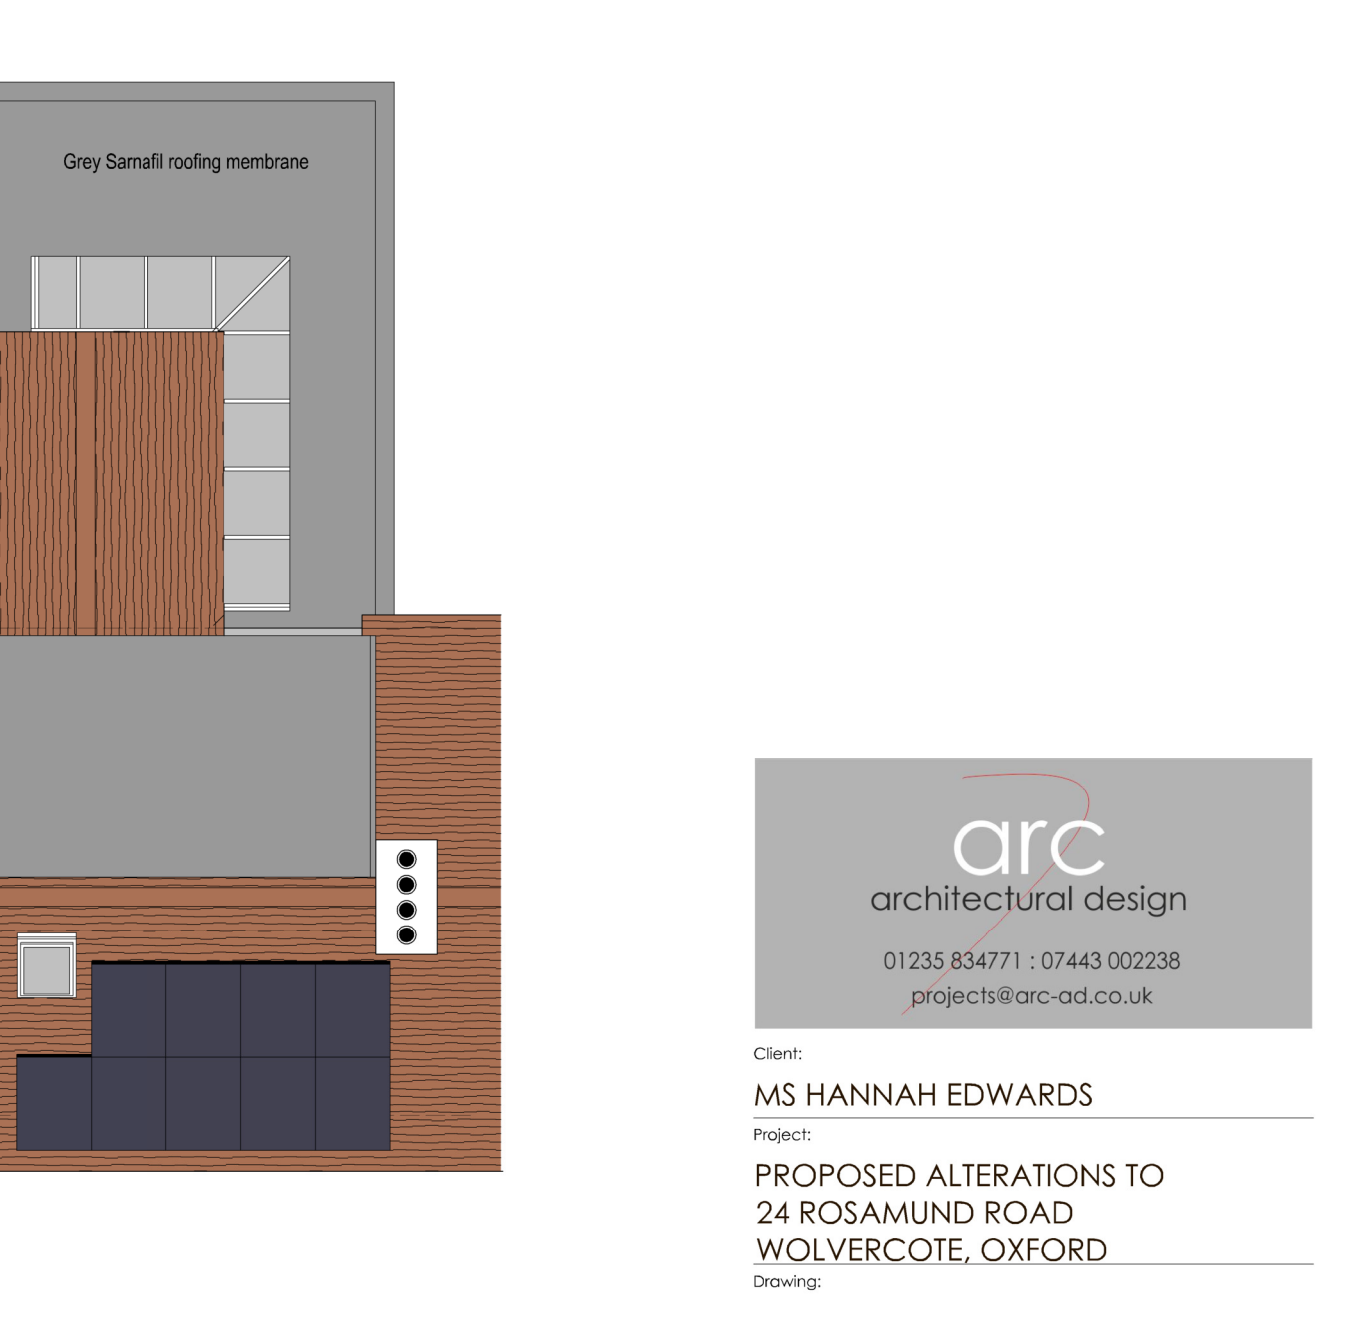 Grey Sarnafil roofing membrane
arc
architectural design
01235 834771 : 07443 002238
projects@arc-ad.co.uk
Client:
MS HANNAH EDWARDS
Project:
PROPOSED ALTERATIONS TO
24 ROSAMUND ROAD
WOLVERCOTE, OXFORD
Drawing: